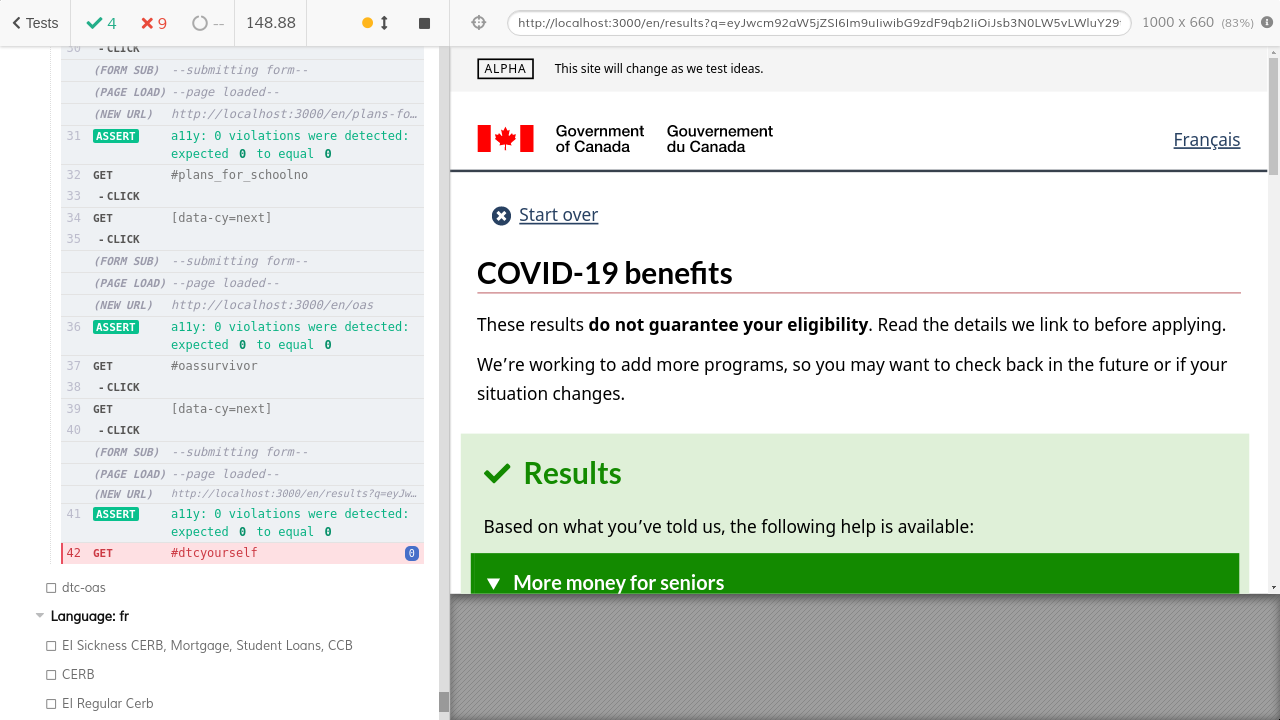 Tests
4
9
--
148.88
http://localhost:3000/en/results?q=eyJwcm92aW5jZSI6Im9uIiwibG9zdF9qb2IiOiJsb3N0LW5vLWluY29
1000 x 660 (83%)
30 -CLICK
(FORM SUB) --submitting form--
(PAGE LOAD) --page loaded--
(NEW URL) http://localhost:3000/en/plans-fo…
31 ASSERT a11y: 0 violations were detected:
expected 0 to equal 0
32 GET #plans_for_schoolno
33 -CLICK
34 GET [data-cy=next]
35 -CLICK
(FORM SUB) --submitting form--
(PAGE LOAD) --page loaded--
(NEW URL) http://localhost:3000/en/oas
36 ASSERT a11y: 0 violations were detected:
expected 0 to equal 0
37 GET #oassurvivor
38 -CLICK
39 GET [data-cy=next]
40 -CLICK
(FORM SUB) --submitting form--
(PAGE LOAD) --page loaded--
(NEW URL) http://localhost:3000/en/results?q=eyJw…
41 ASSERT a11y: 0 violations were detected:
expected 0 to equal 0
42 GET #dtcyourself 0
dtc-oas
Language: fr
EI Sickness CERB, Mortgage, Student Loans, CCB
CERB
EI Regular Cerb
ALPHA This site will change as we test ideas.
Government Gouvernement
of Canada du Canada
Français
Start over
COVID-19 benefits
These results do not guarantee your eligibility. Read the details we link to before applying.
We’re working to add more programs, so you may want to check back in the future or if your
situation changes.
Results
Based on what you’ve told us, the following help is available:
More money for seniors